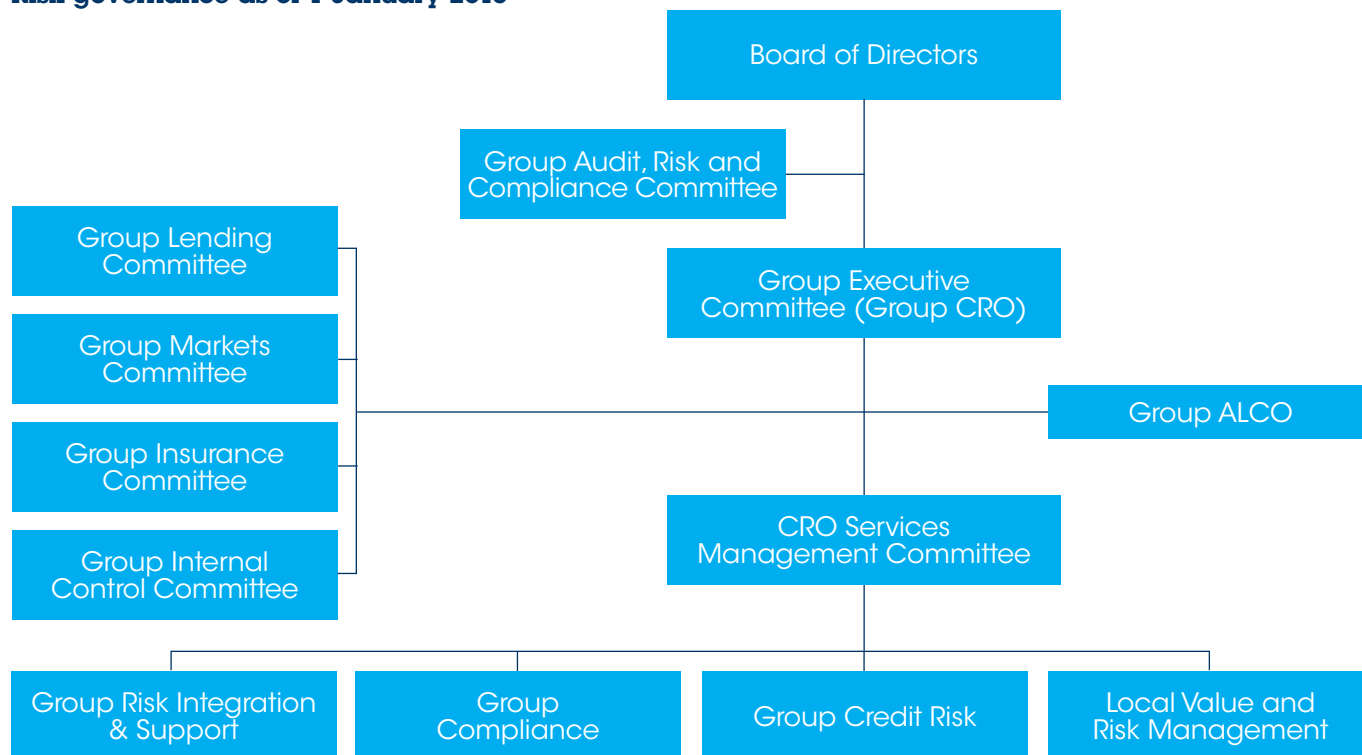 Board of Directors
Group Audit, Risk and
Compliance Committee
Group Lending
Committee
Group Executive
Committee (Group CRO)
Group Markets
Committee
Group ALCO
Group Insurance
Committee
CRO Services
Management Committee
Group Internal
Control Committee
Group Risk Integration
& Support
Group
Compliance
Group Credit Risk
Local Value and
Risk Management